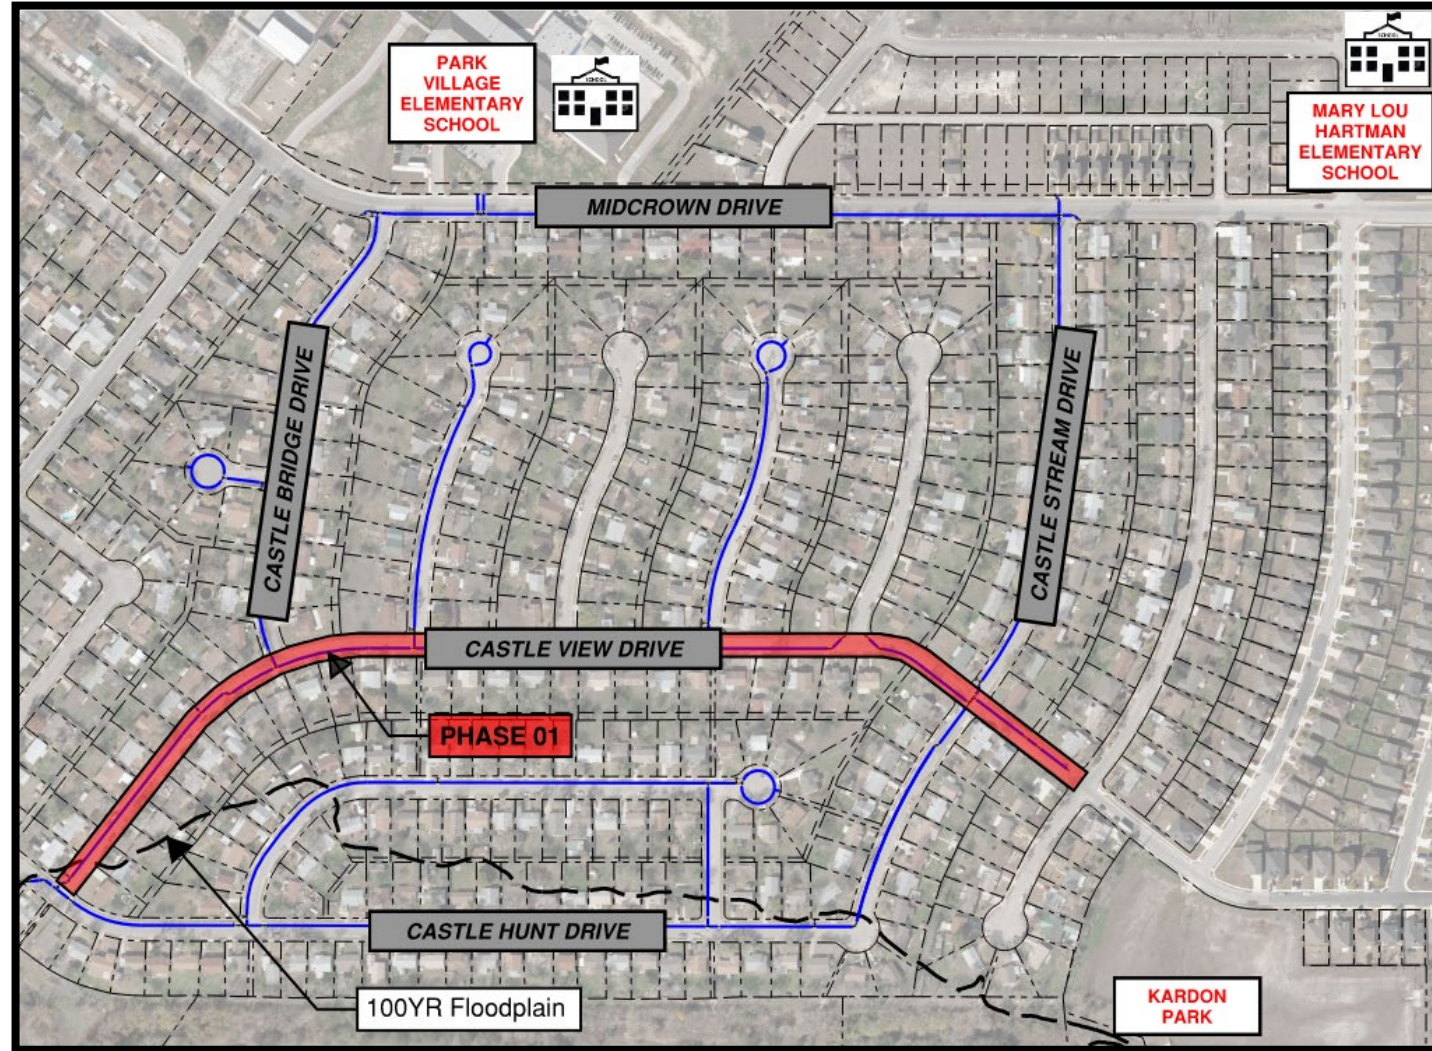 PARK
VILLAGE
ELEMENTARY
SCHOOL
SCHOOL
SCHOOL
MARY LOU
HARTMAN
ELEMENTARY
SCHOOL
MIDCROWN DRIVE
CASTLE BRIDGE DRIVE
CASTLE STREAM DRIVE
CASTLE VIEW DRIVE
PHASE 01
CASTLE HUNT DRIVE
100YR Floodplain
KARDON
PARK